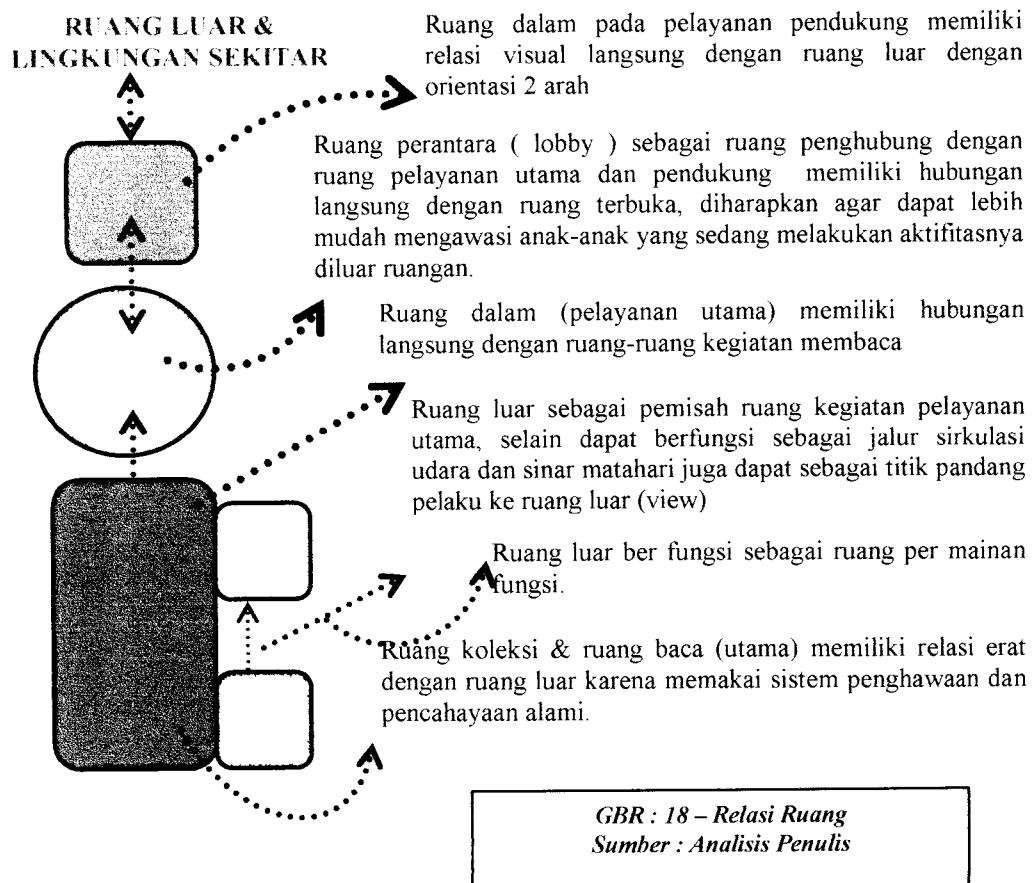 RUANG LUAR &
LINGKUNGAN SEKITAR
Ruang dalam pada pelayanan pendukung memiliki
relasi visual langsung dengan ruang luar dengan
orientasi 2 arah
Ruang perantara ( lobby ) sebagai ruang penghubung dengan
ruang pelayanan utama dan pendukung memiliki hubungan
langsung dengan ruang terbuka, diharapkan agar dapat lebih
mudah mengawasi anak-anak yang sedang melakukan aktifitasnya
diluar ruangan.
Ruang dalam (pelayanan utama) memiliki hubungan
langsung dengan ruang-ruang kegiatan membaca
Ruang luar sebagai pemisah ruang kegiatan pelayanan
utama, selain dapat berfungsi sebagai jalur sirkulasi
udara dan sinar matahari juga dapat sebagai titik pandang
pelaku ke ruang luar (view)
Ruang luar ber fungsi sebagai ruang per mainan
fungsi.
Ruang koleksi & ruang baca (utama) memiliki relasi erat
dengan ruang luar karena memakai sistem penghawaan dan
pencahayaan alami.
GBR : 18 – Relasi Ruang
Sumber : Analisis Penulis